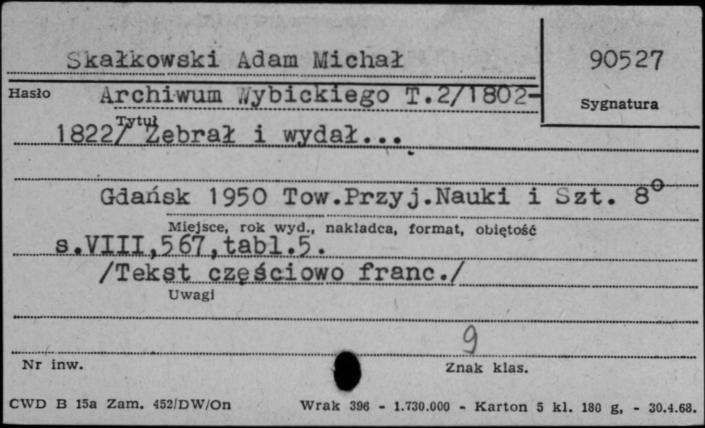 Skałkowski Adam Michał
90527
Hasło
Archiwum Wybickiego T.2/1802-
Sygnatura
Tytuł
1822/ Zebrał i wydał...
Gdańsk 1950 Tow.Przyj.Nauki i Szt. 8°
Miejsce, rok wyd., nakładca, format, objętość
s.VIII,567,tabl.5.
/Tekst częściowo franc./
Uwagi
9
Nr inw.
Znak klas.
CWD B 15a Zam. 452/DW/On
Wrak 396 - 1.730.000 - Karton 5 kl. 180 g, - 30.4.68.